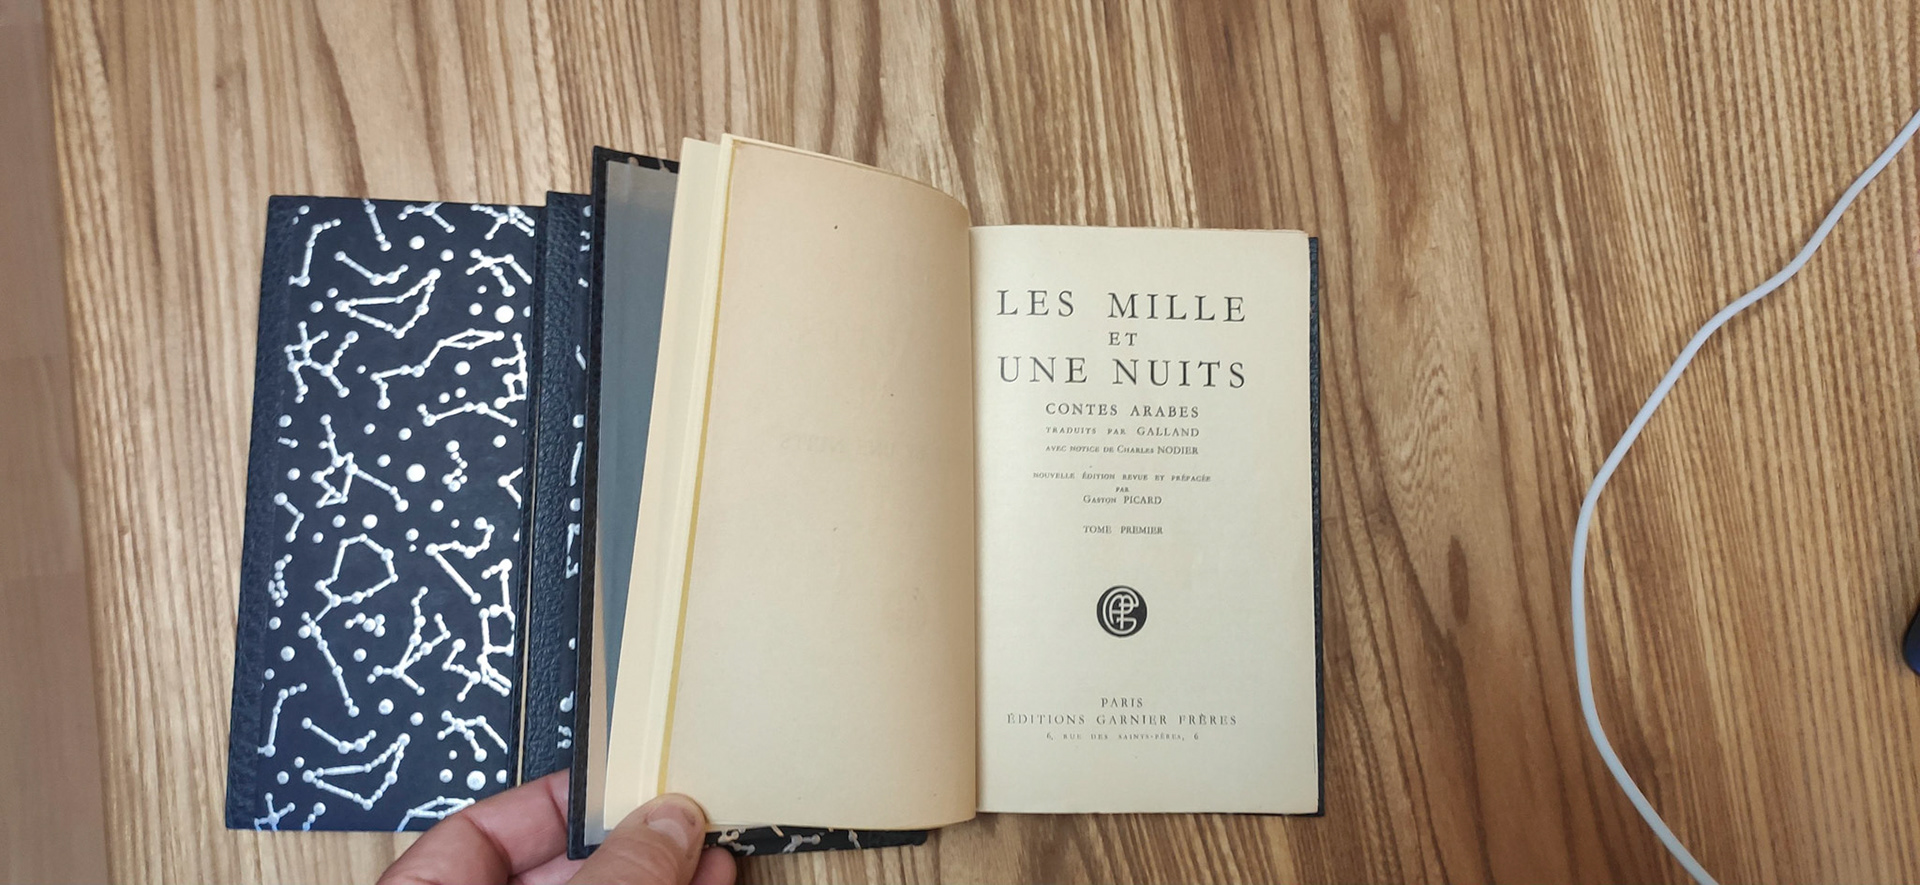 LES MILLE
ET
UNE NUITS
CONTES ARABES
TRADUITS PAR GALLAND
AVEC NOTICE DE CHARLES NODIER
NOUVELLE ÉDITION REVUE ET PRÉFACÉE
PAR
GASTON PICARD
TOME PREMIER
PARIS
ÉDITIONS GARNIER FRÈRES
6, RUE DES SAINTS-PÈRES, 6